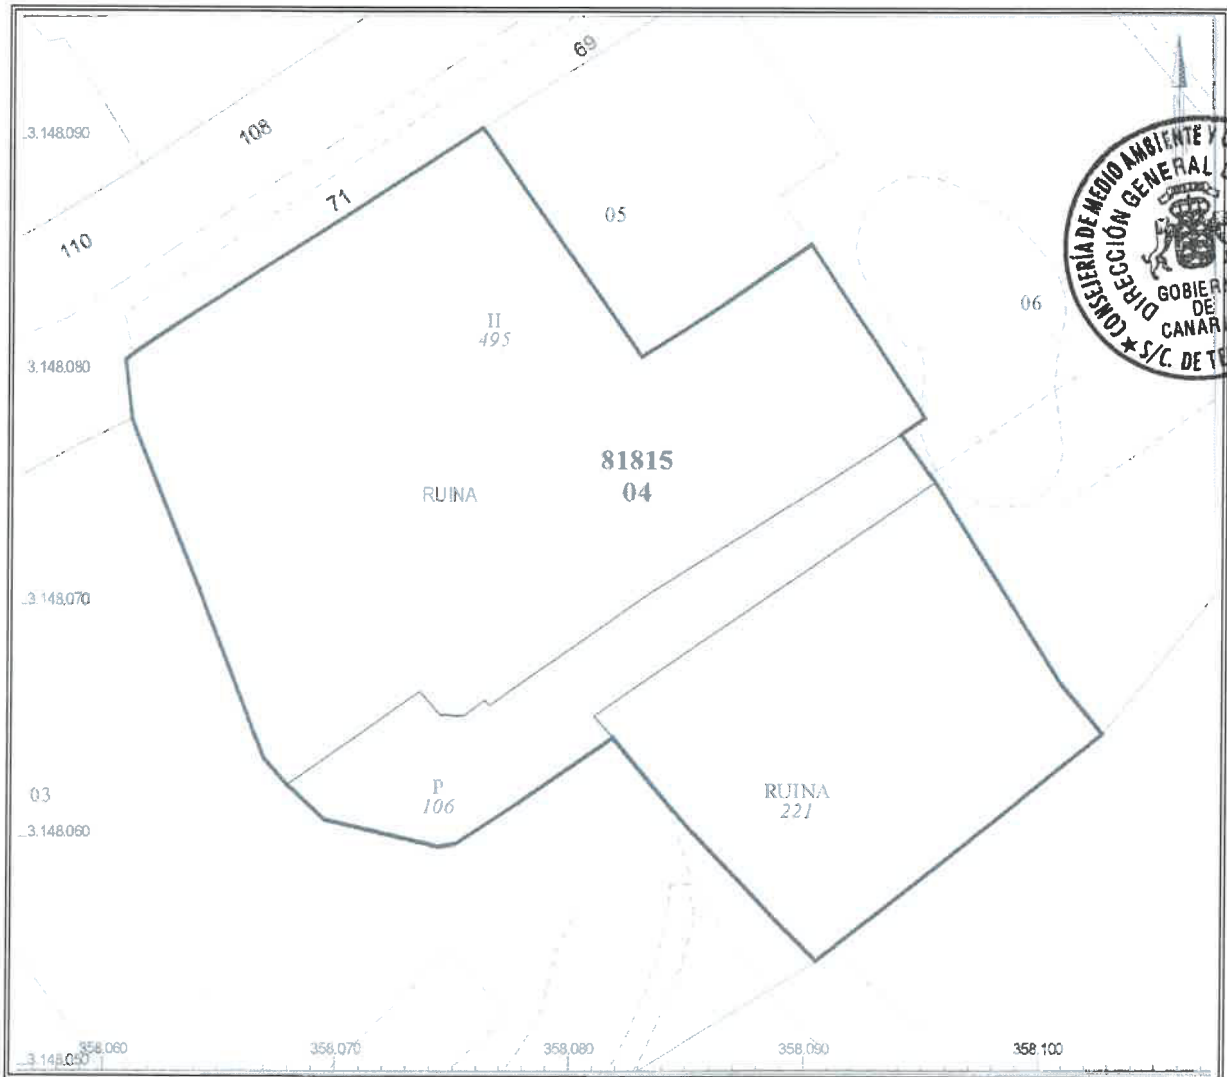 69
108
3.148.090
71
110
05
06
II
495
3.148.080
81815
04
RUINA
3.148.070
P
106
RUINA
221
03
3.148.060
3.148.050
358.060
358.070
358.080
358.090
358.100
CONSEJERÍA DE MEDIO AMBIENTE Y
DIRECCIÓN GENERAL
GOBIER
DE
CANAR
★ S/C. DE TE